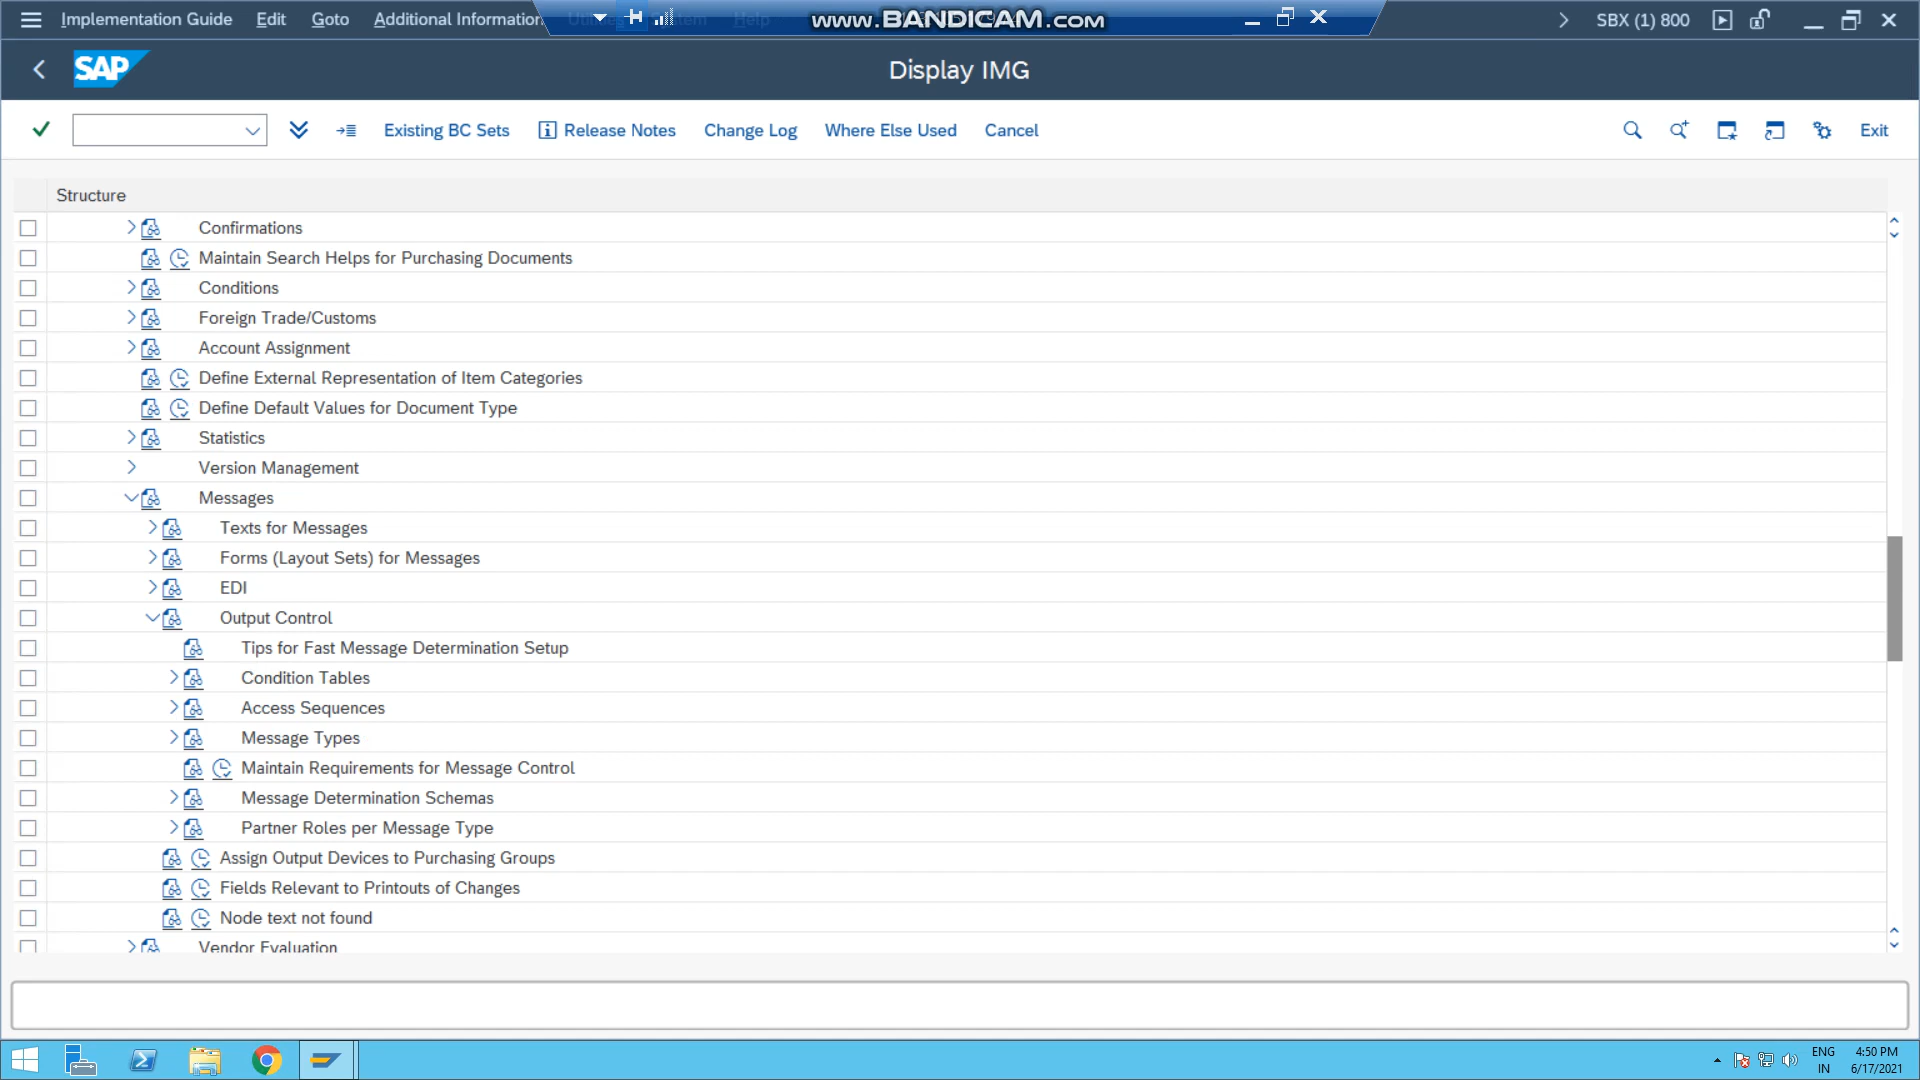 Implementation Guide Edit Goto Additional Information Help www.BANDICAM.com SBX (1) 800
SAP Display IMG
Existing BC Sets Release Notes Change Log Where Else Used Cancel Exit
Structure
Confirmations
Maintain Search Helps for Purchasing Documents
Conditions
Foreign Trade/Customs
Account Assignment
Define External Representation of Item Categories
Define Default Values for Document Type
Statistics
Version Management
Messages
Texts for Messages
Forms (Layout Sets) for Messages
EDI
Output Control
Tips for Fast Message Determination Setup
Condition Tables
Access Sequences
Message Types
Maintain Requirements for Message Control
Message Determination Schemas
Partner Roles per Message Type
Assign Output Devices to Purchasing Groups
Fields Relevant to Printouts of Changes
Node text not found
Vendor Evaluation
ENG 4:50 PM
IN 6/17/2021